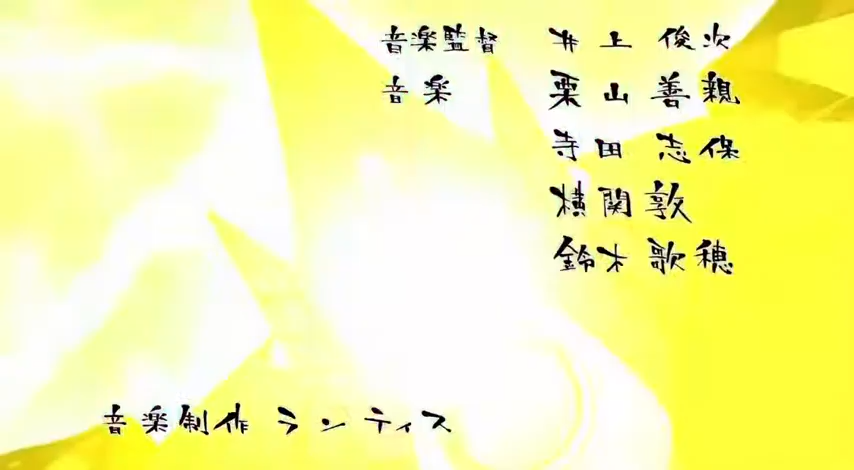 音楽監督 井上 俊次
音楽 栗山 善親
寺田 志保
横関 敦
鈴木 歌穂
音楽制作 ランティス